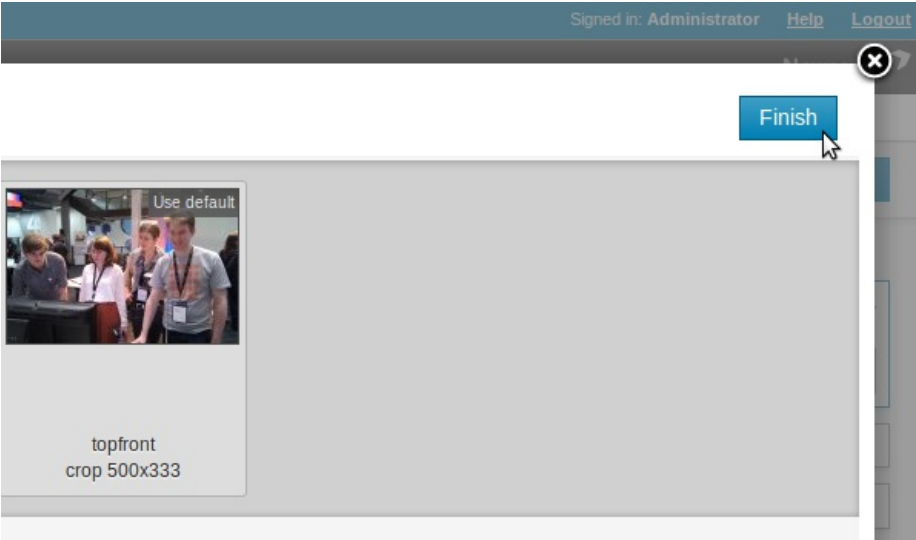 Signed in: Administrator Help Logout
Finish
Use default
topfront
crop 500x333